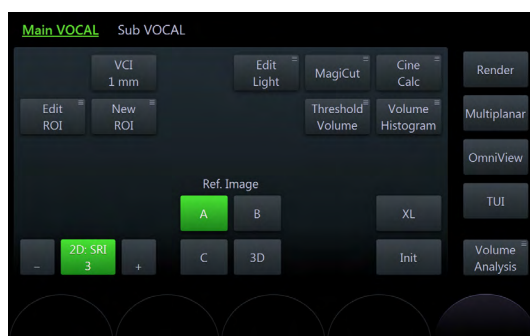 Main VOCAL Sub VOCAL
VCI
1 mm
Edit
Light
MagiCut
Cine
Calc
Render
Edit
ROI
New
ROI
Threshold
Volume
Volume
Histogram
Multiplanar
OmniView
Ref. Image
A
B
XL
TUI
-
2D: SRI
3
+
C
3D
Init
Volume
Analysis